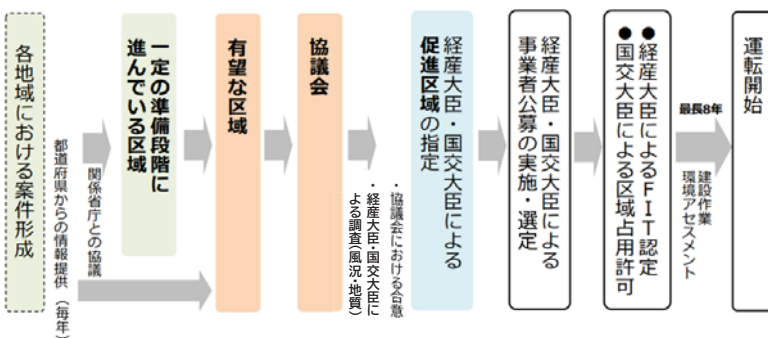 各地域における案件形成
都道府県からの情報提供（毎年）
関係省庁との協議
一定の準備段階に
進んでいる区域
有望な区域
協議会
・協議会における合意
・経産大臣・国交大臣に
よる調査(風況・地質)
経産大臣・国交大臣による
促進区域の指定
経産大臣・国交大臣による
事業者公募の実施・選定
●経産大臣によるFIT認定
●国交大臣による区域占用許可
最長8年
建設作業
環境アセスメント
運転開始